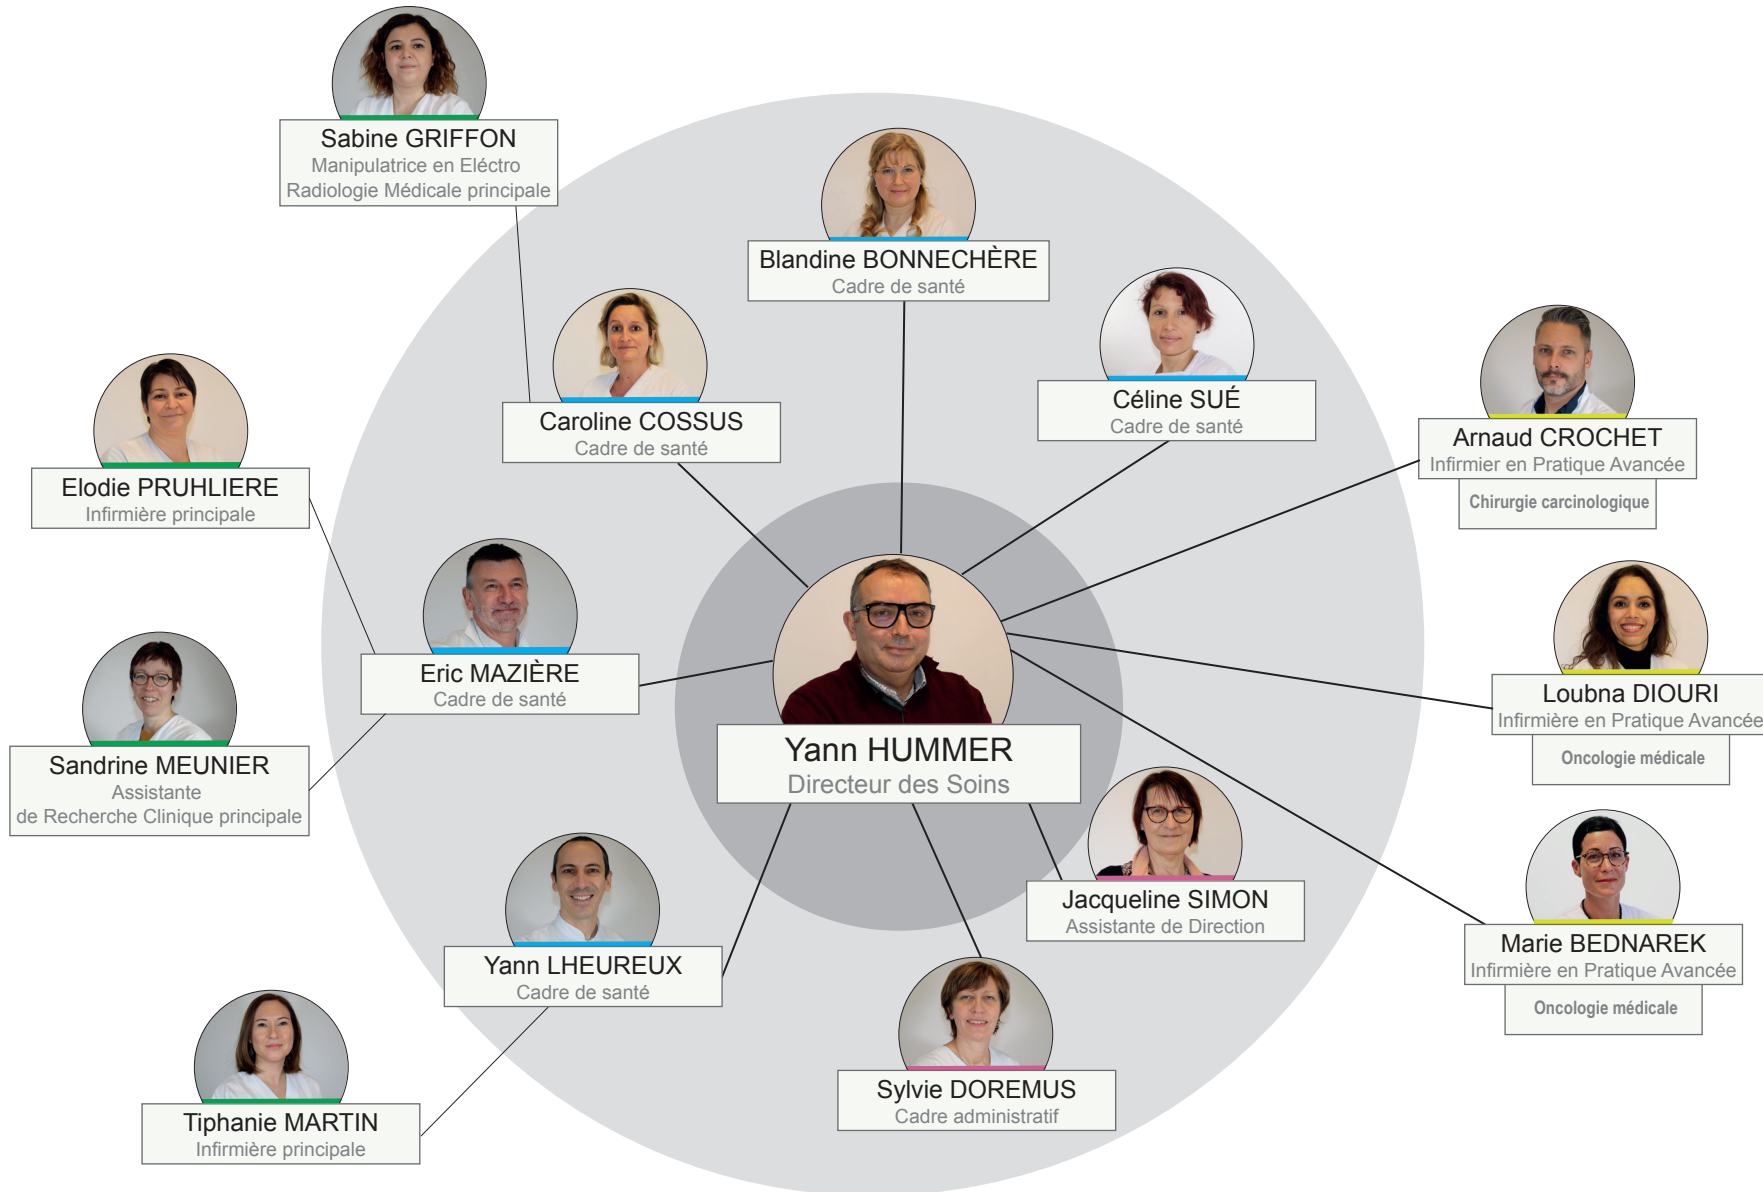 Sabine GRIFFON
Manipulatrice en Eléctro
Radiologie Médicale principale
Blandine BONNECHÈRE
Cadre de santé
Caroline COSSUS
Cadre de santé
Céline SUÉ
Cadre de santé
Arnaud CROCHET
Infirmier en Pratique Avancée
Chirurgie carcinologique
Elodie PRUHLIERE
Infirmière principale
Eric MAZIÈRE
Cadre de santé
Loubna DIOURI
Infirmière en Pratique Avancée
Oncologie médicale
Sandrine MEUNIER
Assistante
de Recherche Clinique principale
Yann HUMMER
Directeur des Soins
Jacqueline SIMON
Assistante de Direction
Marie BEDNAREK
Infirmière en Pratique Avancée
Oncologie médicale
Yann LHEUREUX
Cadre de santé
Sylvie DOREMUS
Cadre administratif
Tiphanie MARTIN
Infirmière principale